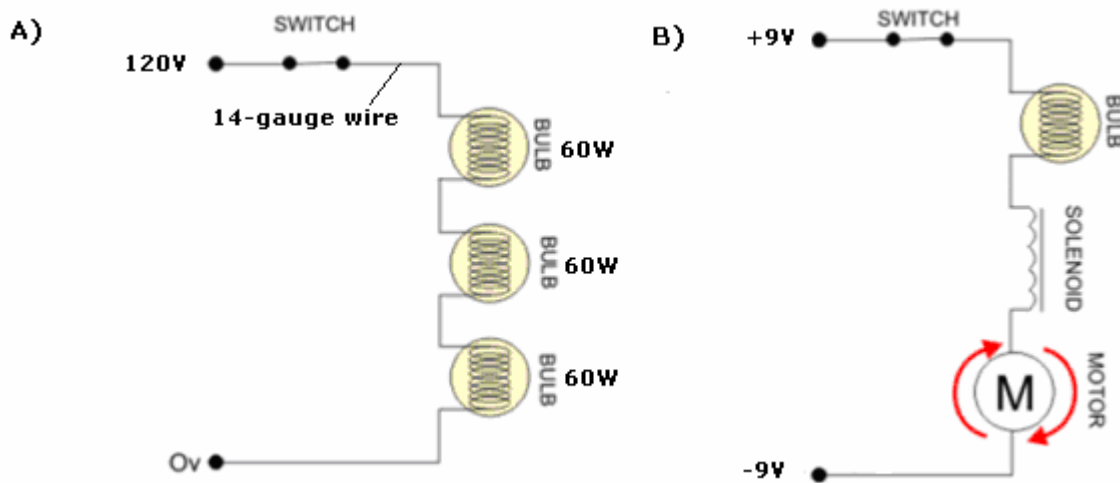 A)
SWITCH
120V
14-gauge wire
BULB
60W
BULB
60W
BULB
60W
Ov
B)
SWITCH
+9V
BULB
SOLENOID
MOTOR
M
-9V